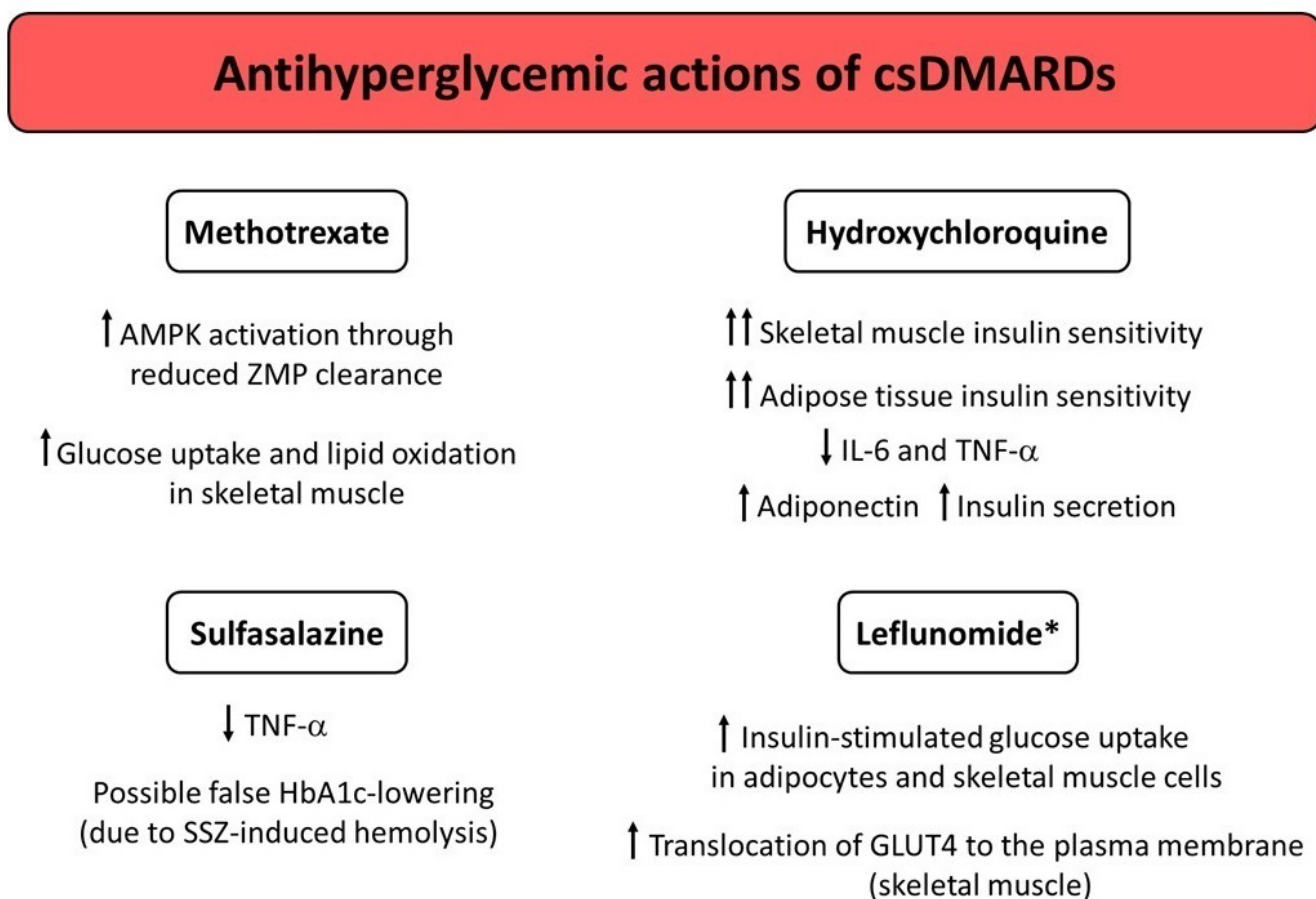 Antihyperglycemic actions of csDMARDs
Methotrexate
↑ AMPK activation through
reduced ZMP clearance
↑ Glucose uptake and lipid oxidation
in skeletal muscle
Hydroxychloroquine
↑↑ Skeletal muscle insulin sensitivity
↑↑ Adipose tissue insulin sensitivity
↓ IL-6 and TNF-α
↑ Adiponectin ↑ Insulin secretion
Sulfasalazine
↓ TNF-α
Possible false HbA1c-lowering
(due to SSZ-induced hemolysis)
Leflunomide*
↑ Insulin-stimulated glucose uptake
in adipocytes and skeletal muscle cells
↑ Translocation of GLUT4 to the plasma membrane
(skeletal muscle)